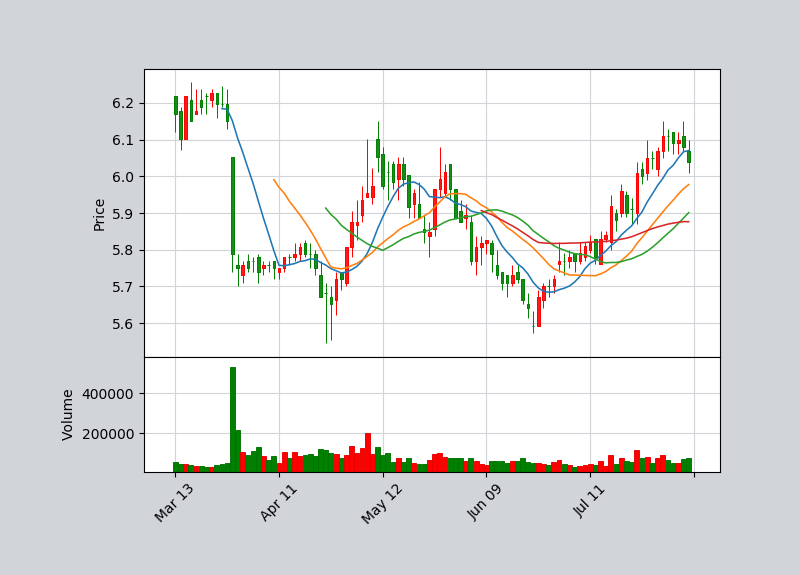 6.2
6.1
6.0
5.9
5.8
5.7
5.6
Price
400000
200000
Volume
Mar 13
Apr 11
May 12
Jun 09
Jul 11